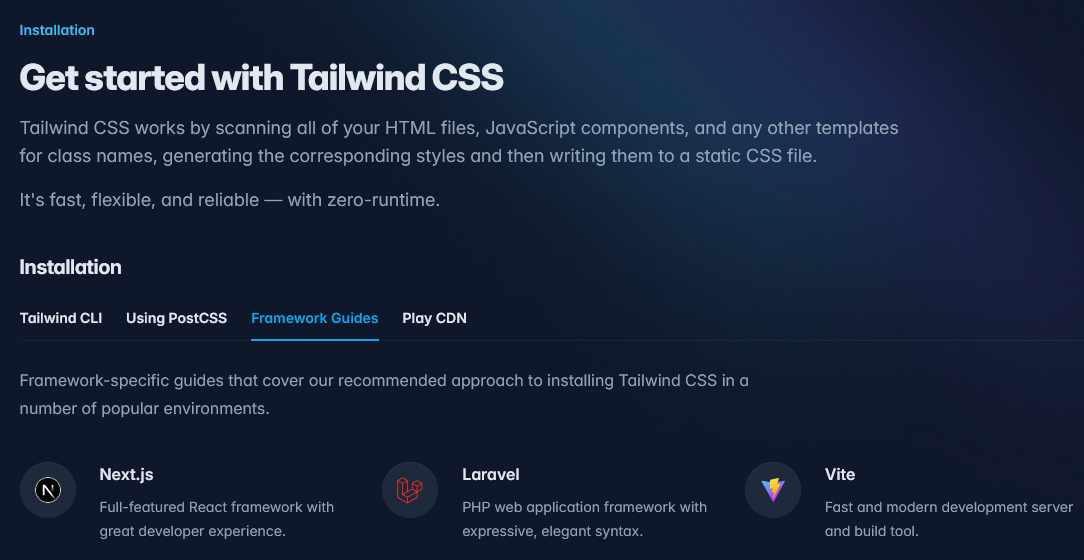 Installation
Get started with Tailwind CSS
Tailwind CSS works by scanning all of your HTML files, JavaScript components, and any other templates
for class names, generating the corresponding styles and then writing them to a static CSS file.
It's fast, flexible, and reliable — with zero-runtime.
Installation
Tailwind CLI
Using PostCSS
Framework Guides
Play CDN
Framework-specific guides that cover our recommended approach to installing Tailwind CSS in a
number of popular environments.
Next.js
Full-featured React framework with
great developer experience.
Laravel
PHP web application framework with
expressive, elegant syntax.
Vite
Fast and modern development server
and build tool.